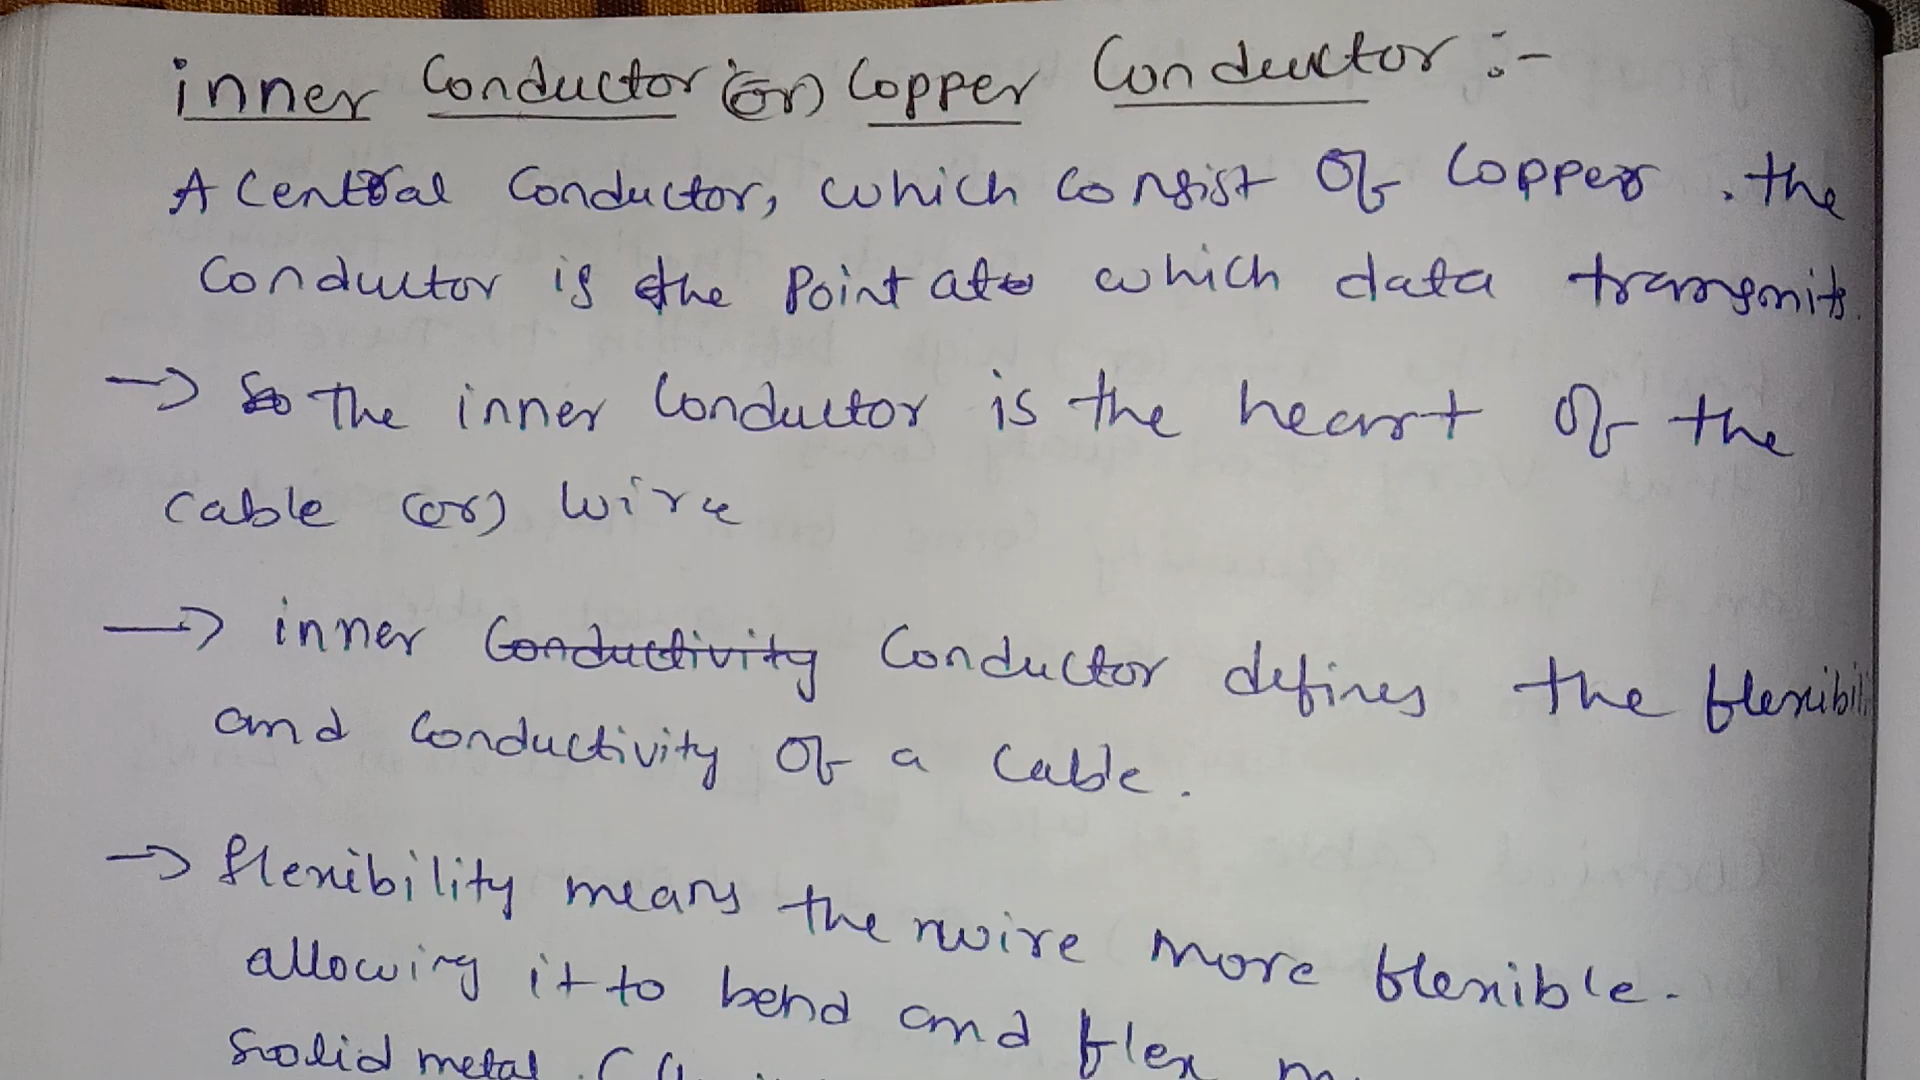 inner Conductor (or) Copper Conductor :-
A Central Conductor, which consist of Copper . the
Conductor is the Point at which data transmits.
→ The inner Conductor is the heart of the
cable (or) wire
→ inner Conductivity Conductor defines the flexibili
and Conductivity of a Cable.
→ flexibility means the wire more flexible.
allowing it to bend and flex
solid metal. (